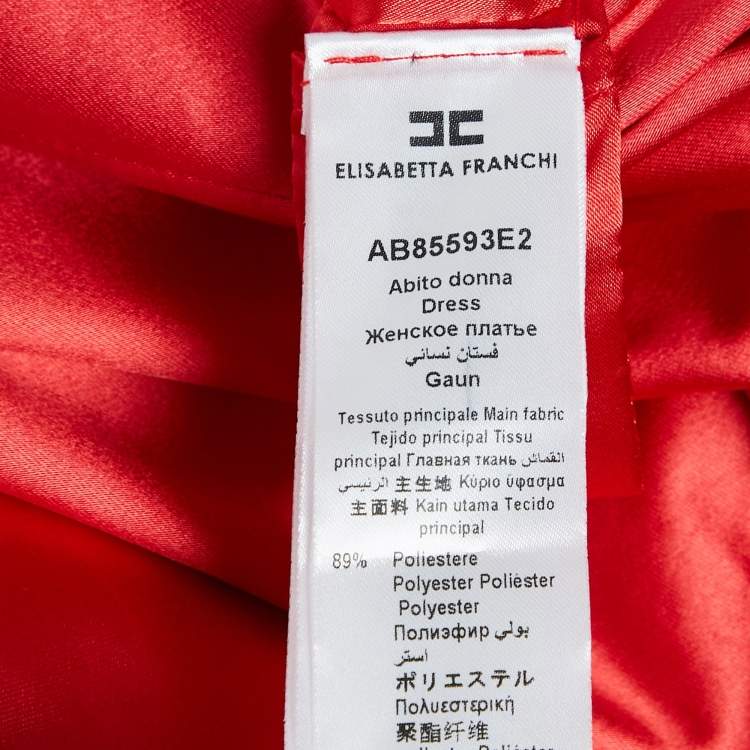 ELISABETTA FRANCHI
AB85593E2
Abito donna
Dress
Женское платье
فستان نسائي
Gaun
Tessuto principale Main fabric
Tejido principal Tissu
principal Главная ткань القماش
الرئيسي 主生地 Κύριο ύφασμα
主面料 Kain utama Tecido
principal
89% Poliestere
Polyester Poliéster
Polyester
Полиэфир بولي
استر
ポリエステル
Πολυεστερική
聚酯纤维